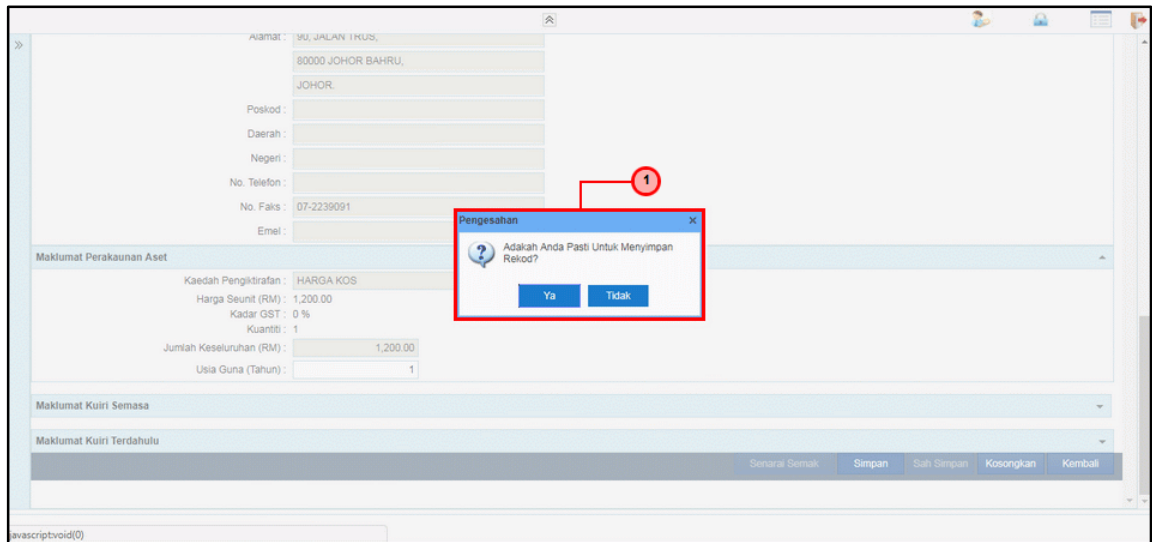 Alamat : 90, JALAN TRUS,
80000 JOHOR BAHRU,
JOHOR.
Poskod :
Daerah :
Negeri :
No. Telefon :
1
No. Faks : 07-2239091
Emel :
Pengesahan x
Adakah Anda Pasti Untuk Menyimpan
Rekod?
Ya Tidak
Maklumat Perakaunan Aset
Kaedah Pengiktirafan : HARGA KOS
Harga Seunit (RM) : 1,200.00
Kadar GST : 0 %
Kuantiti : 1
Jumlah Keseluruhan (RM) : 1,200.00
Usia Guna (Tahun) : 1
Maklumat Kuiri Semasa
Maklumat Kuiri Terdahulu
Senarai Semak Simpan Sah Simpan Kosongkan Kembali
javascript:void(0)